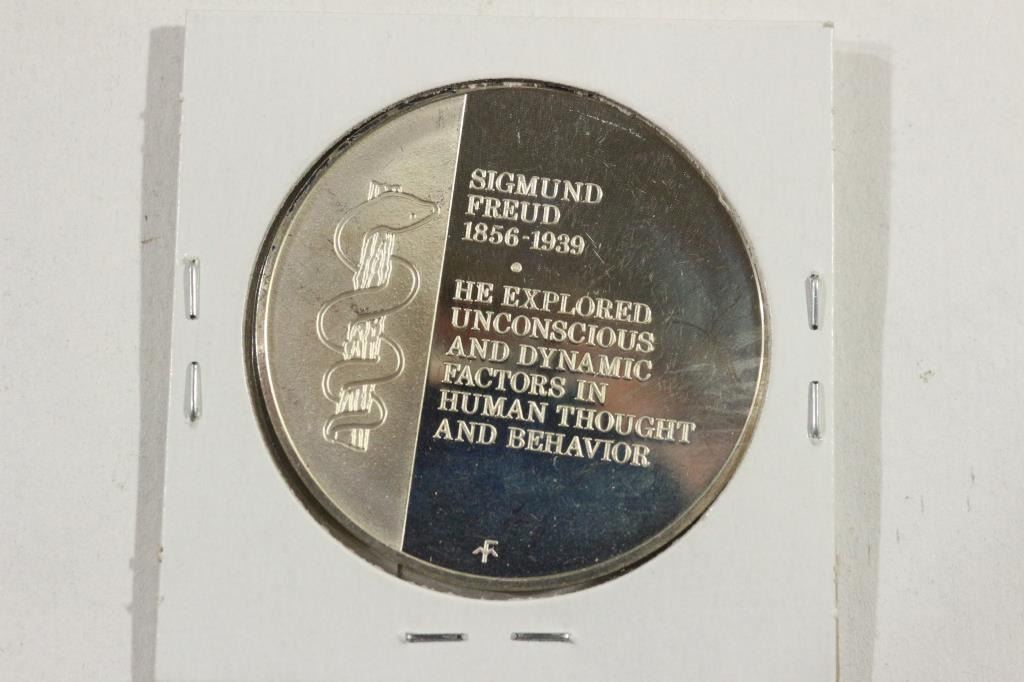 SIGMUND
FREUD
1856-1939
HE EXPLORED
UNCONSCIOUS
AND DYNAMIC
FACTORS IN
HUMAN THOUGHT
AND BEHAVIOR